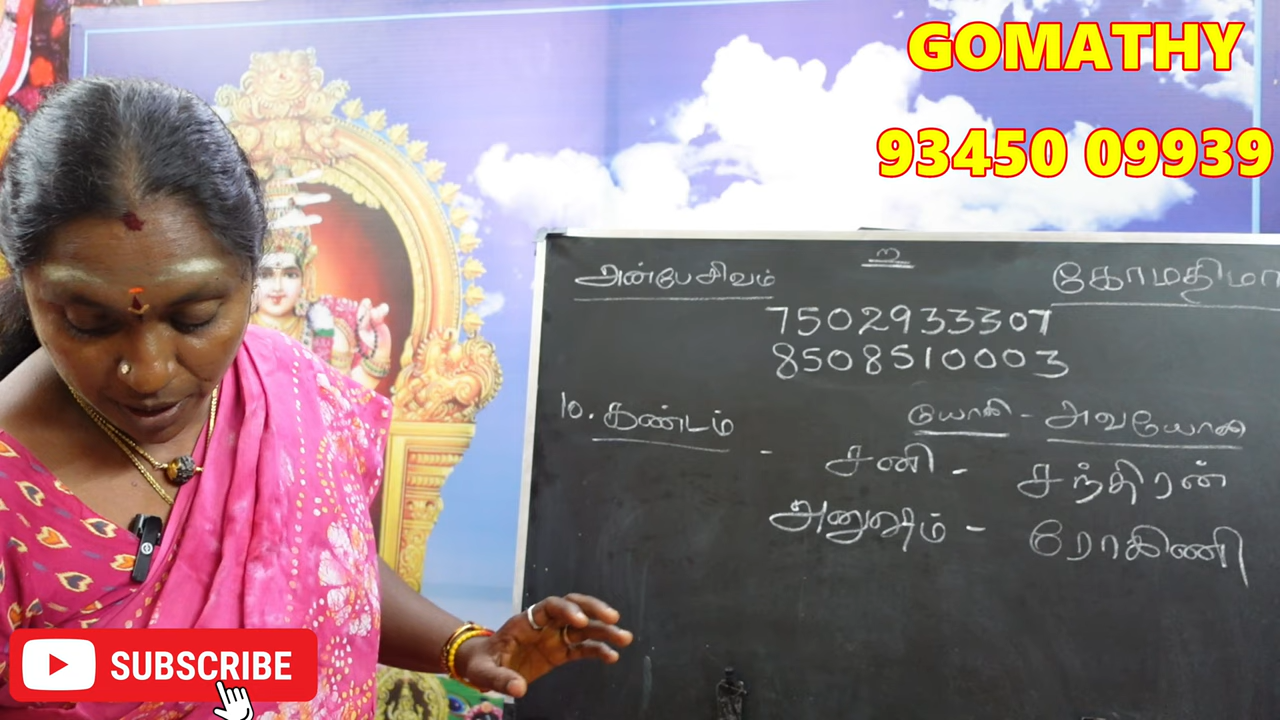 GOMATHY
93450 09939
அன்பே சிவம்
கோமதிமா
7502933307
8508510003
10. கண்டம்
யோகி - அவயோகி
- சனி - சந்திரன்
அனுஷம் - ரோகிணி
SUBSCRIBE